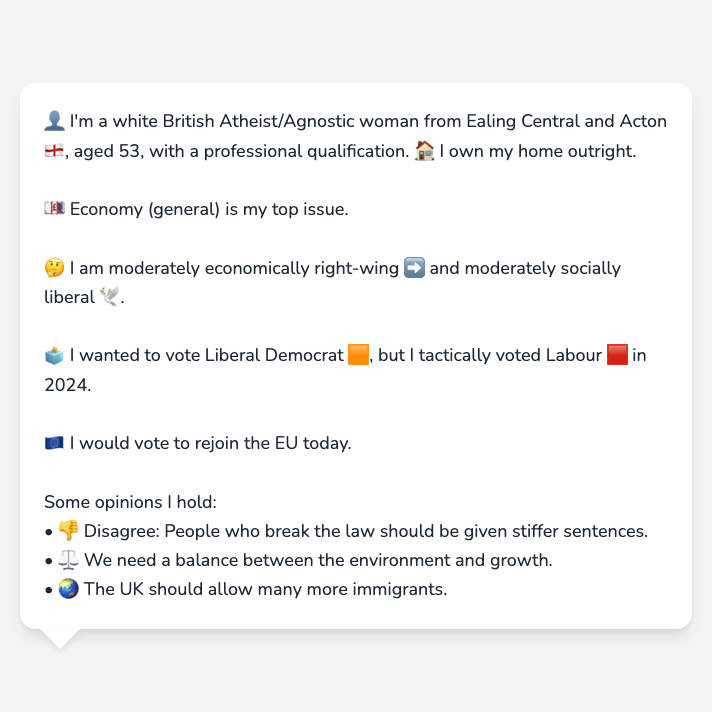 👤 I'm a white British Atheist/Agnostic woman from Ealing Central and Acton
🏴󠁧󠁢󠁥󠁮󠁧󠁿, aged 53, with a professional qualification. 🏠 I own my home outright.
💷 Economy (general) is my top issue.
🤔 I am moderately economically right-wing ➡️ and moderately socially
liberal 🕊️.
🗳️ I wanted to vote Liberal Democrat 🟧, but I tactically voted Labour 🟥 in
2024.
🇪🇺 I would vote to rejoin the EU today.
Some opinions I hold:
• 👎 Disagree: People who break the law should be given stiffer sentences.
• ⚖️ We need a balance between the environment and growth.
• 🌏 The UK should allow many more immigrants.